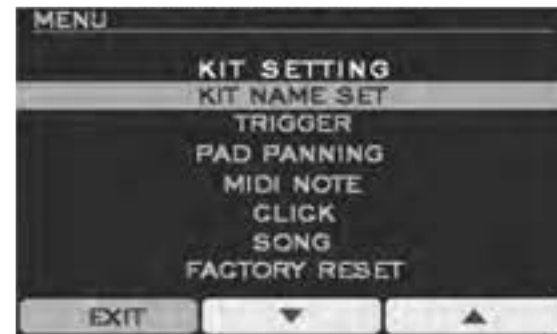 MENU
KIT SETTING
KIT NAME SET
TRIGGER
PAD PANNING
MIDI NOTE
CLICK
SONG
FACTORY RESET
EXIT ▼ ▲